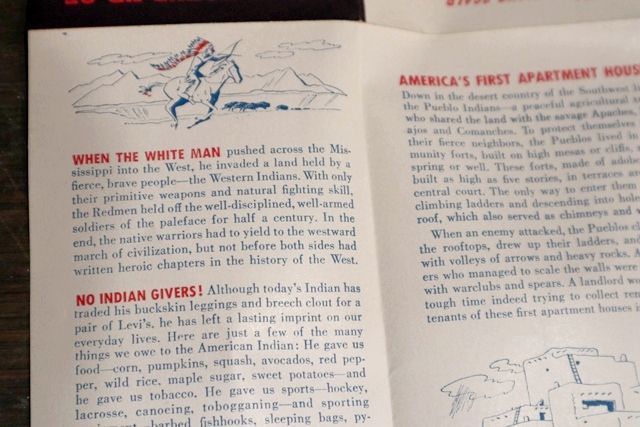 WHEN THE WHITE MAN pushed across the Mis-
sissippi into the West, he invaded a land held by a
fierce, brave people—the Western Indians. With only
their primitive weapons and natural fighting skill,
the Redmen held off the well-disciplined, well-armed
soldiers of the paleface for half a century. In the
end, the native warriors had to yield to the westward
march of civilization, but not before both sides had
written heroic chapters in the history of the West.
NO INDIAN GIVERS! Although today's Indian has
traded his buckskin leggings and breech clout for a
pair of Levi's, he has left a lasting imprint on our
everyday lives. Here are just a few of the many
things we owe to the American Indian: He gave us
food—corn, pumpkins, squash, avocados, red pep-
per, wild rice, maple sugar, sweet potatoes—and
he gave us tobacco. He gave us sports—hockey,
lacrosse, canoeing, tobogganing—and sporting
barbed fishhooks, sleeping bags, py-
AMERICA'S FIRST APARTMENT HOUS
Down in the desert country of the Southwest
the Pueblo Indians—a peaceful agricultural
who shared the land with the savage Apaches,
ajos and Comanches. To protect themselves
their fierce neighbors, the Pueblos lived
munity forts, built on high mesas or cliffs,
spring or well. These forts, made of adob
built as high as five stories, in terraces
central court. The only way to enter them
climbing ladders and descending into hole
roof, which also served as chimneys and
When an enemy attacked, the Pueblos cl
the rooftops, drew up their ladders, and
with volleys of arrows and heavy rocks. A
ers who managed to scale the walls were
with warclubs and spears. A landlord wo
tough time indeed trying to collect ren
tenants of these first apartment houses